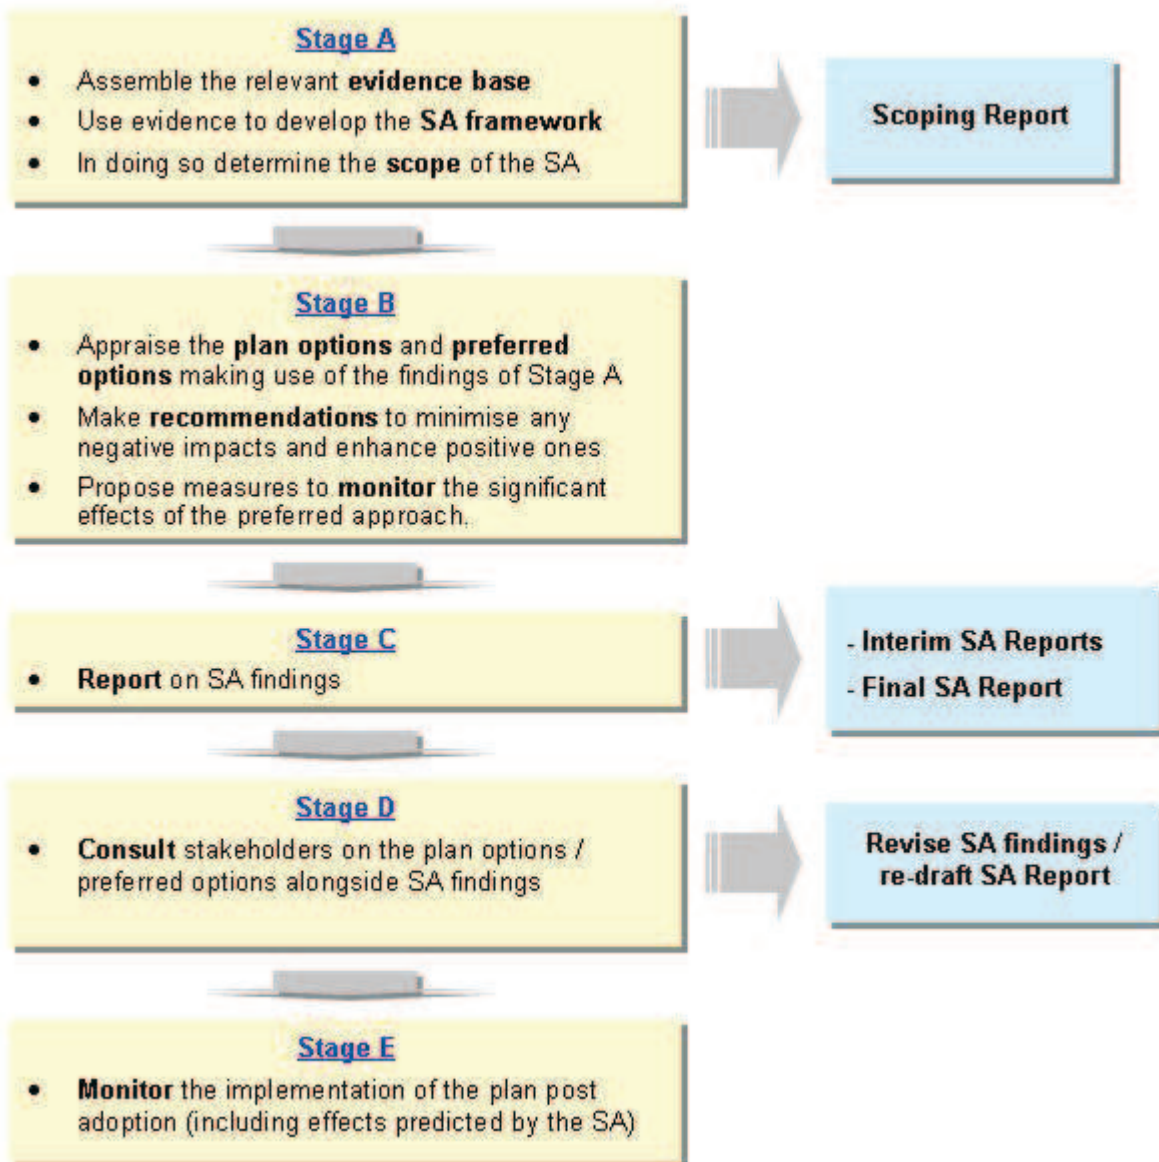 Stage A
• Assemble the relevant evidence base
• Use evidence to develop the SA framework
• In doing so determine the scope of the SA
Scoping Report
Stage B
• Appraise the plan options and preferred
options making use of the findings of Stage A
• Make recommendations to minimise any
negative impacts and enhance positive ones
• Propose measures to monitor the significant
effects of the preferred approach.
Stage C
• Report on SA findings
- Interim SA Reports
- Final SA Report
Stage D
• Consult stakeholders on the plan options /
preferred options alongside SA findings
Revise SA findings /
re-draft SA Report
Stage E
• Monitor the implementation of the plan post
adoption (including effects predicted by the SA)